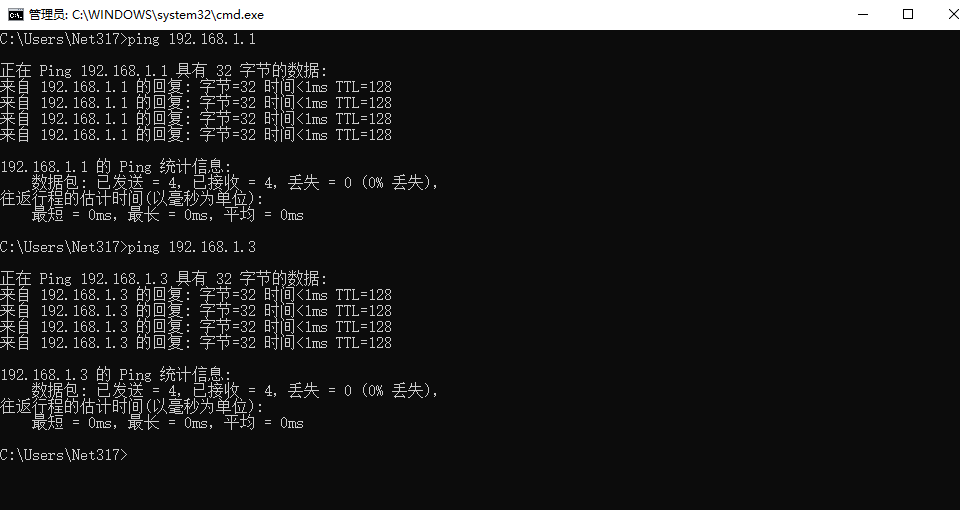 管理员: C:\WINDOWS\system32\cmd.exe
C:\Users\Net317>ping 192.168.1.1
正在 Ping 192.168.1.1 具有 32 字节的数据:
来自 192.168.1.1 的回复: 字节=32 时间<1ms TTL=128
来自 192.168.1.1 的回复: 字节=32 时间<1ms TTL=128
来自 192.168.1.1 的回复: 字节=32 时间<1ms TTL=128
来自 192.168.1.1 的回复: 字节=32 时间<1ms TTL=128
192.168.1.1 的 Ping 统计信息:
数据包: 已发送 = 4，已接收 = 4，丢失 = 0 (0% 丢失)，
往返行程的估计时间(以毫秒为单位):
最短 = 0ms，最长 = 0ms，平均 = 0ms
C:\Users\Net317>ping 192.168.1.3
正在 Ping 192.168.1.3 具有 32 字节的数据:
来自 192.168.1.3 的回复: 字节=32 时间<1ms TTL=128
来自 192.168.1.3 的回复: 字节=32 时间<1ms TTL=128
来自 192.168.1.3 的回复: 字节=32 时间<1ms TTL=128
来自 192.168.1.3 的回复: 字节=32 时间<1ms TTL=128
192.168.1.3 的 Ping 统计信息:
数据包: 已发送 = 4，已接收 = 4，丢失 = 0 (0% 丢失)，
往返行程的估计时间(以毫秒为单位):
最短 = 0ms，最长 = 0ms，平均 = 0ms
C:\Users\Net317>